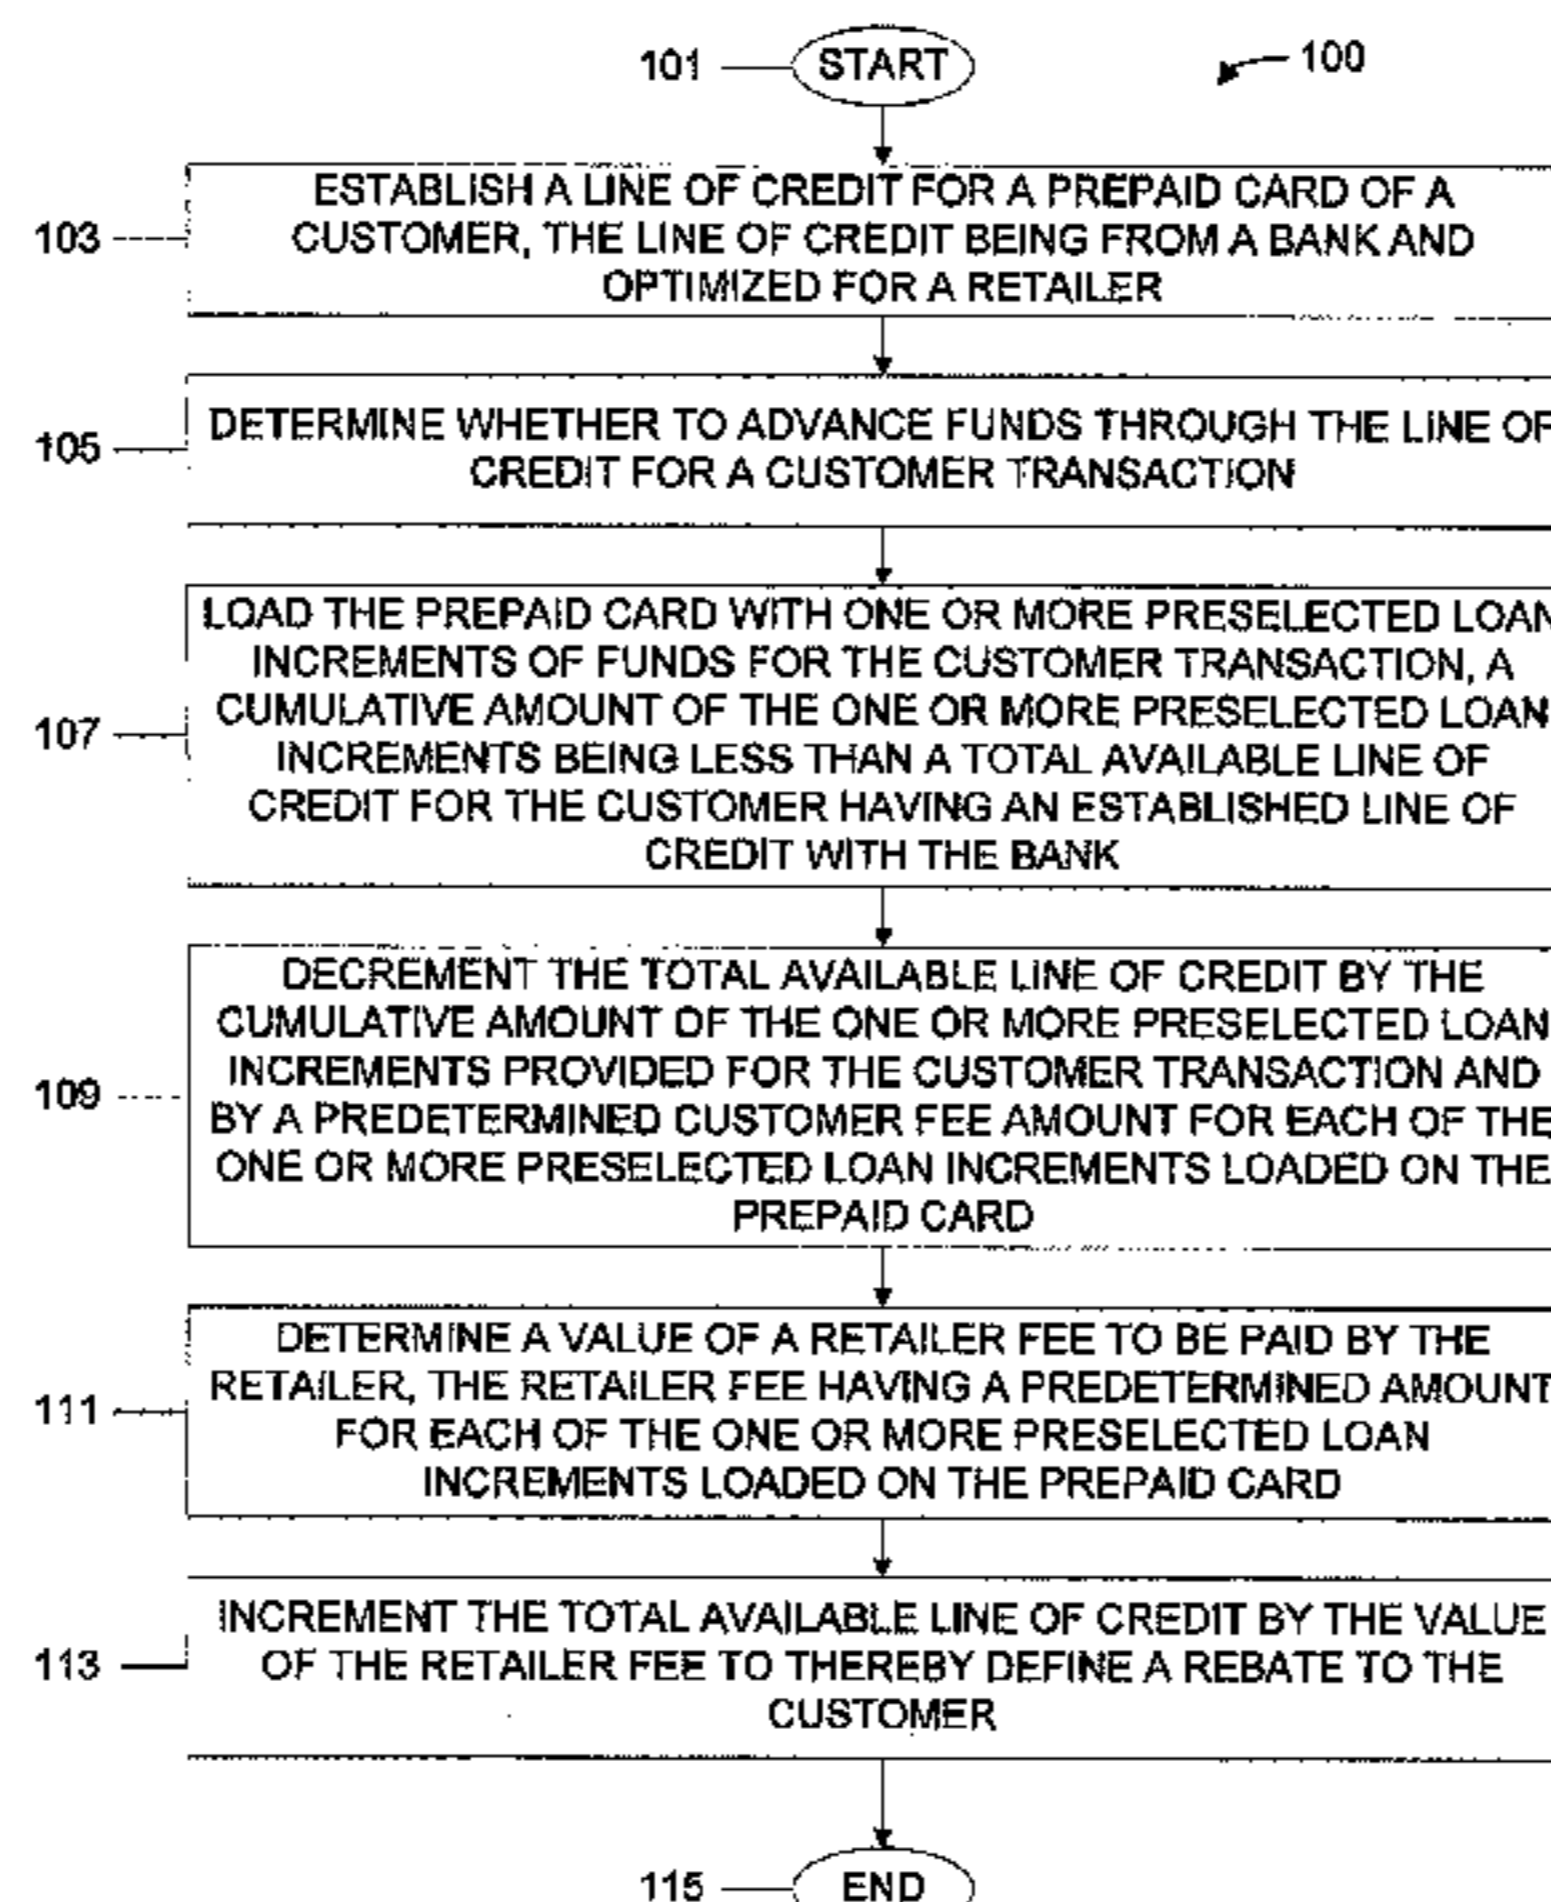 101 START 100
ESTABLISH A LINE OF CREDIT FOR A PREPAID CARD OF A
103 CUSTOMER, THE LINE OF CREDIT BEING FROM A BANK AND
OPTIMIZED FOR A RETAILER
DETERMINE WHETHER TO ADVANCE FUNDS THROUGH THE LINE OF
105
CREDIT FOR A CUSTOMER TRANSACTION
LOAD THE PREPAID CARD WITH ONE OR MORE PRESELECTED LOAN
INCREMENTS OF FUNDS FOR THE CUSTOMER TRANSACTION, A
CUMULATIVE AMOUNT OF THE ONE OR MORE PRESELECTED LOAN
107
INCREMENTS BEING LESS THAN A TOTAL AVAILABLE LINE OF
CREDIT FOR THE CUSTOMER HAVING AN ESTABLISHED LINE OF
CREDIT WITH THE BANK
DECREMENT THE TOTAL AVAILABLE LINE OF CREDIT BY THE
CUMULATIVE AMOUNT OF THE ONE OR MORE PRESELECTED LOAN
INCREMENTS PROVIDED FOR THE CUSTOMER TRANSACTION AND
109
BY A PREDETERMINED CUSTOMER FEE AMOUNT FOR EACH OF THE
ONE OR MORE PRESELECTED LOAN INCREMENTS LOADED ON THE
PREPAID CARD
DETERMINE A VALUE OF A RETAILER FEE TO BE PAID BY THE
RETAILER, THE RETAILER FEE HAVING A PREDETERMINED AMOUNT
111
FOR EACH OF THE ONE OR MORE PRESELECTED LOAN
INCREMENTS LOADED ON THE PREPAID CARD
INCREMENT THE TOTAL AVAILABLE LINE OF CREDIT BY THE VALUE
113 OF THE RETAILER FEE TO THEREBY DEFINE A REBATE TO THE
CUSTOMER
115 END